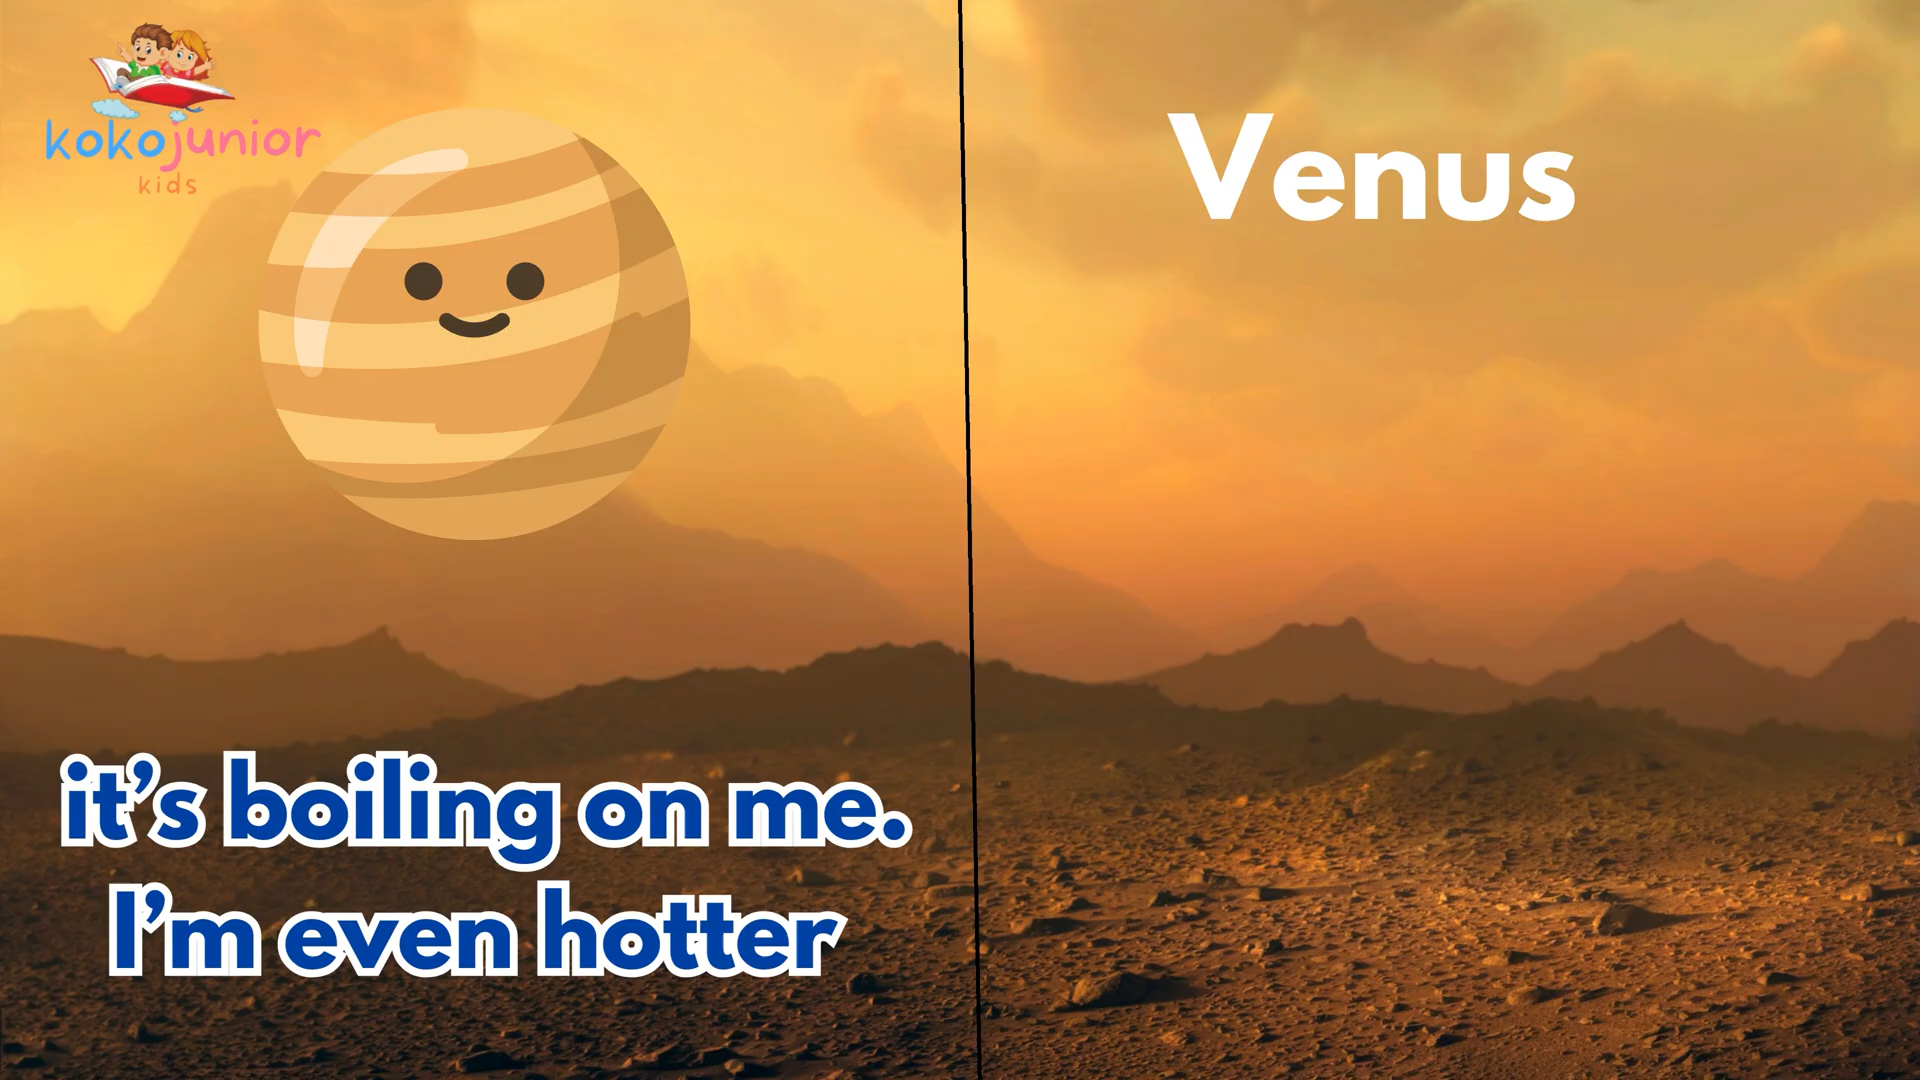 kokojunior
kids
Venus
it's boiling on me.
I'm even hotter